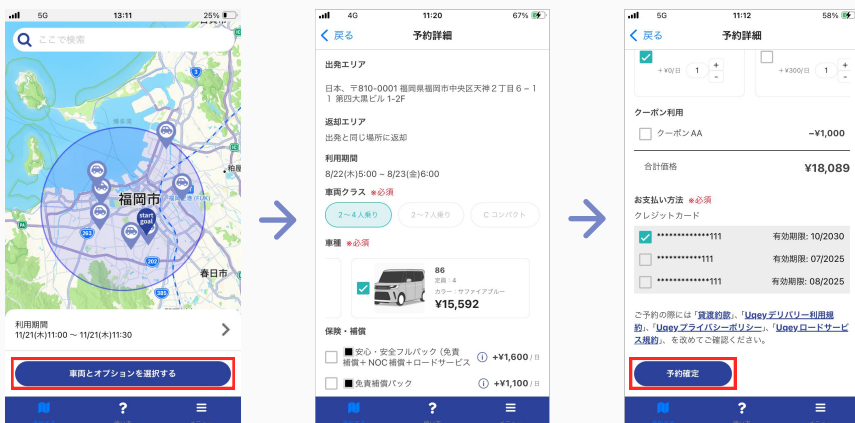 5G
13:11
25%
ここで検索
福岡市
start
goal
春日市
利用期間
11/21(木)11:00 ～ 11/21(木)11:30
車両とオプションを選択する
4G
11:20
67%
戻る
予約詳細
出発エリア
日本、〒810-0001 福岡県福岡市中央区天神２丁目６－１
１ 第四大黒ビル 1-2F
返却エリア
出発と同じ場所に返却
利用期間
8/22(木)5:00 ~ 8/23(金)6:00
車両クラス ※必須
2～4人乗り
2～7人乗り
C コンパクト
車種 ※必須
86
定員：4
カラー：サファイアブルー
¥15,592
保険・補償
■安心・安全フルパック（免責
補償＋NOC補償＋ロードサービス
+¥1,600 / 日
■免責補償パック
+¥1,100 / 日
5G
11:12
58%
戻る
予約詳細
+ ¥0/日 1 + -
+ ¥300/日 1 + -
クーポン利用
クーポンAA
−¥1,000
合計価格
¥18,089
お支払い方法 ※必須
クレジットカード
*************111
有効期限: 10/2030
***********111
有効期限: 07/2025
*************111
有効期限: 08/2025
ご予約の際には「貸渡約款」、「Uqeyデリバリー利用規
約」、「Uqeyプライバシーポリシー」、「Uqeyロードサービ
ス規約」、を改めてご確認ください。
予約確定